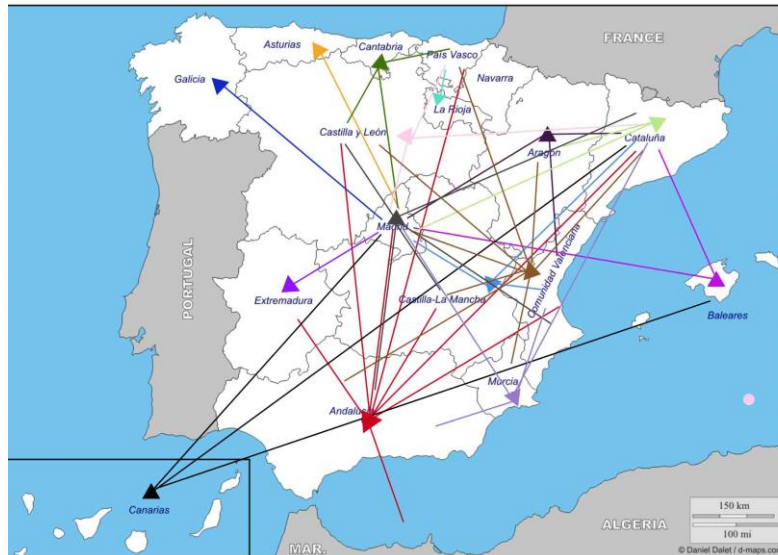 FRANCE
Asturias
Cantabria
País Vasco
Galicia
Navarra
La Rioja
Castilla y León
Cataluña
Aragón
Madrid
PORTUGAL
Comunidad Valenciana
Extremadura
Castilla-La Mancha
Baleares
Murcia
Andalucía
Canarias
150 km
100 mi
ALGERIA
MAR.
© Daniel Dalet / d-maps.com